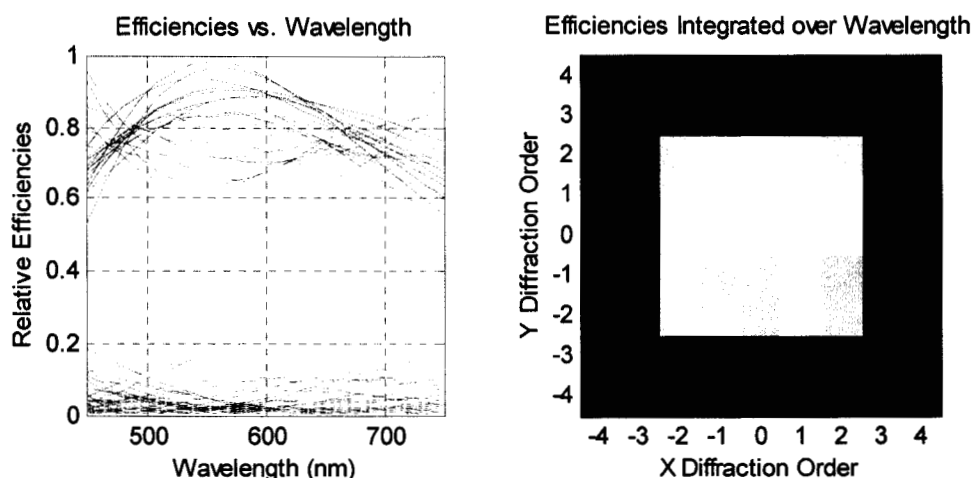 Efficiencies vs. Wavelength
1
0.8
0.6
0.4
0.2
0
500 600 700
Relative Efficiencies
Wavelength (nm)
Efficiencies Integrated over Wavelength
4
3
2
1
0
-1
-2
-3
-4
-4 -3 -2 -1 0 1 2 3 4
Y Diffraction Order
X Diffraction Order